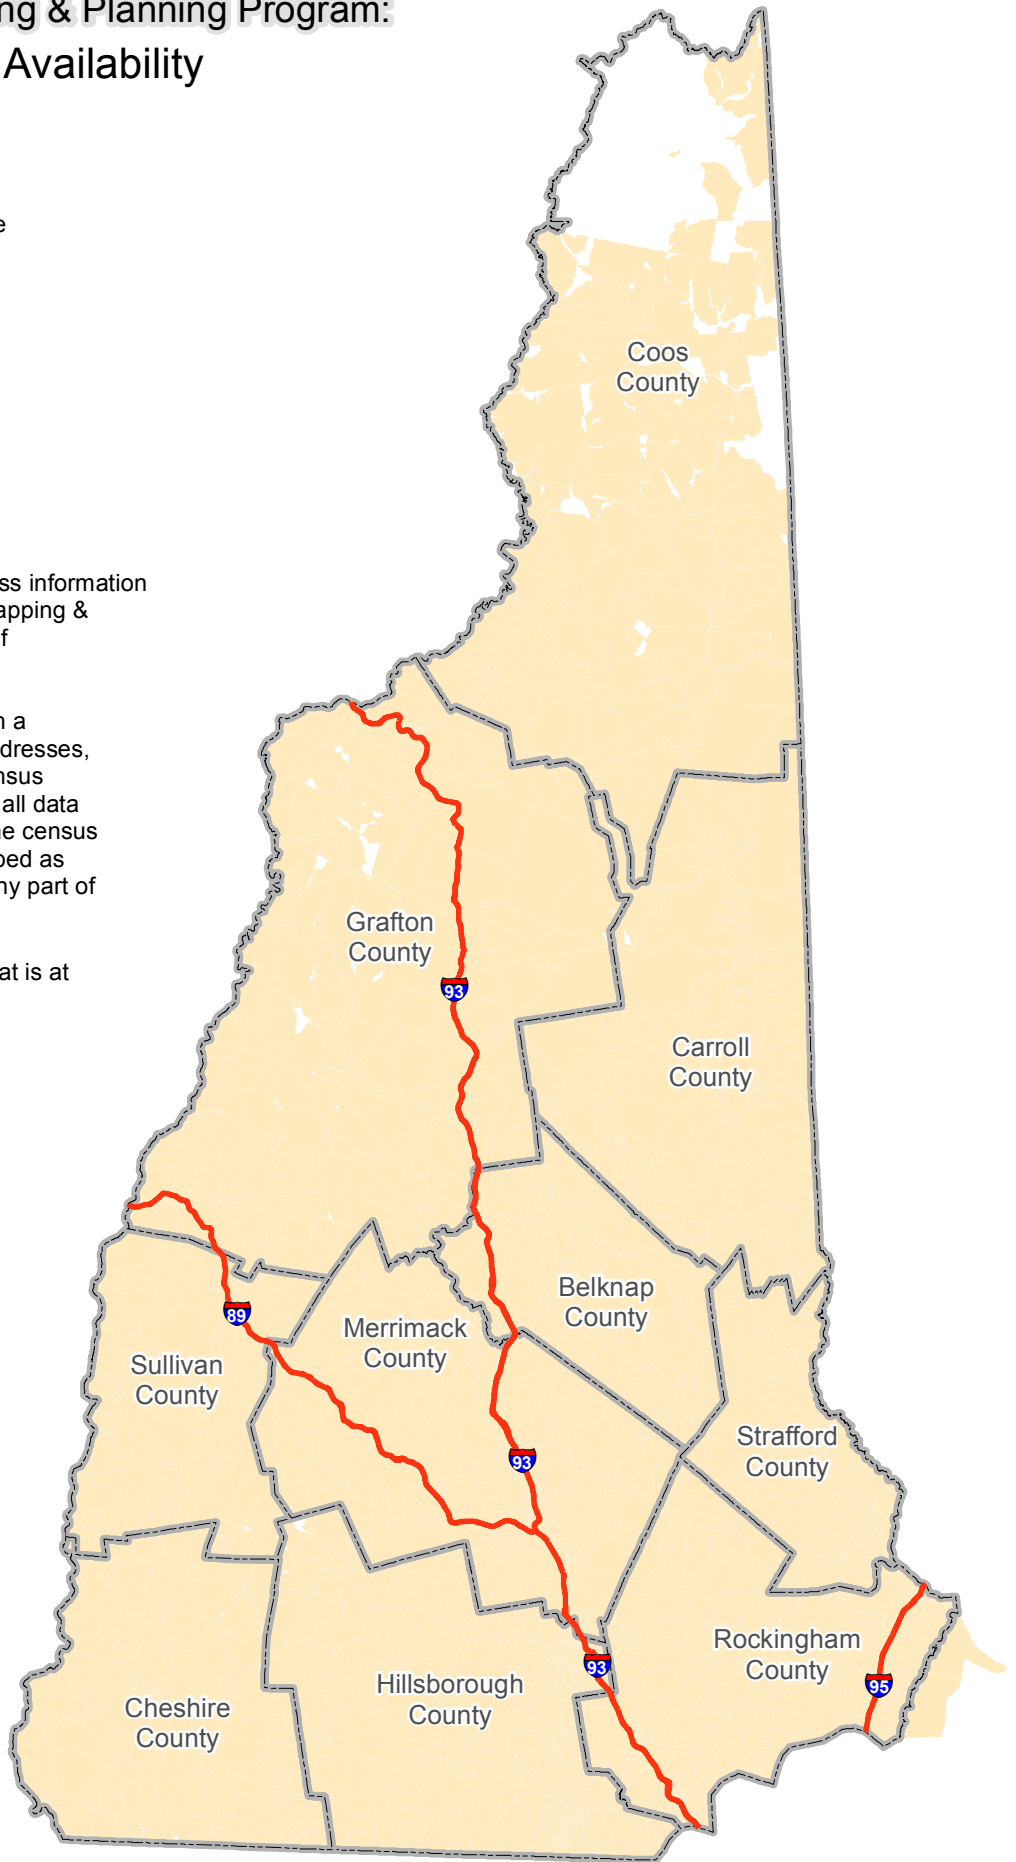 ng & Planning Program:
Availability
e
ss information
apping &
f
n a
dresses,
nsus
all data
ne census
ped as
ny part of
at is at
Coos
County
Grafton
County
93
Carroll
County
Belknap
County
89
Merrimack
County
Sullivan
County
Strafford
County
93
Rockingham
County
93
Hillsborough
County
95
Cheshire
County